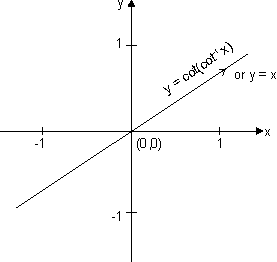 y
1
y = cot(cot⁻¹ x)
or y = x
-1
(0,0)
1
x
-1